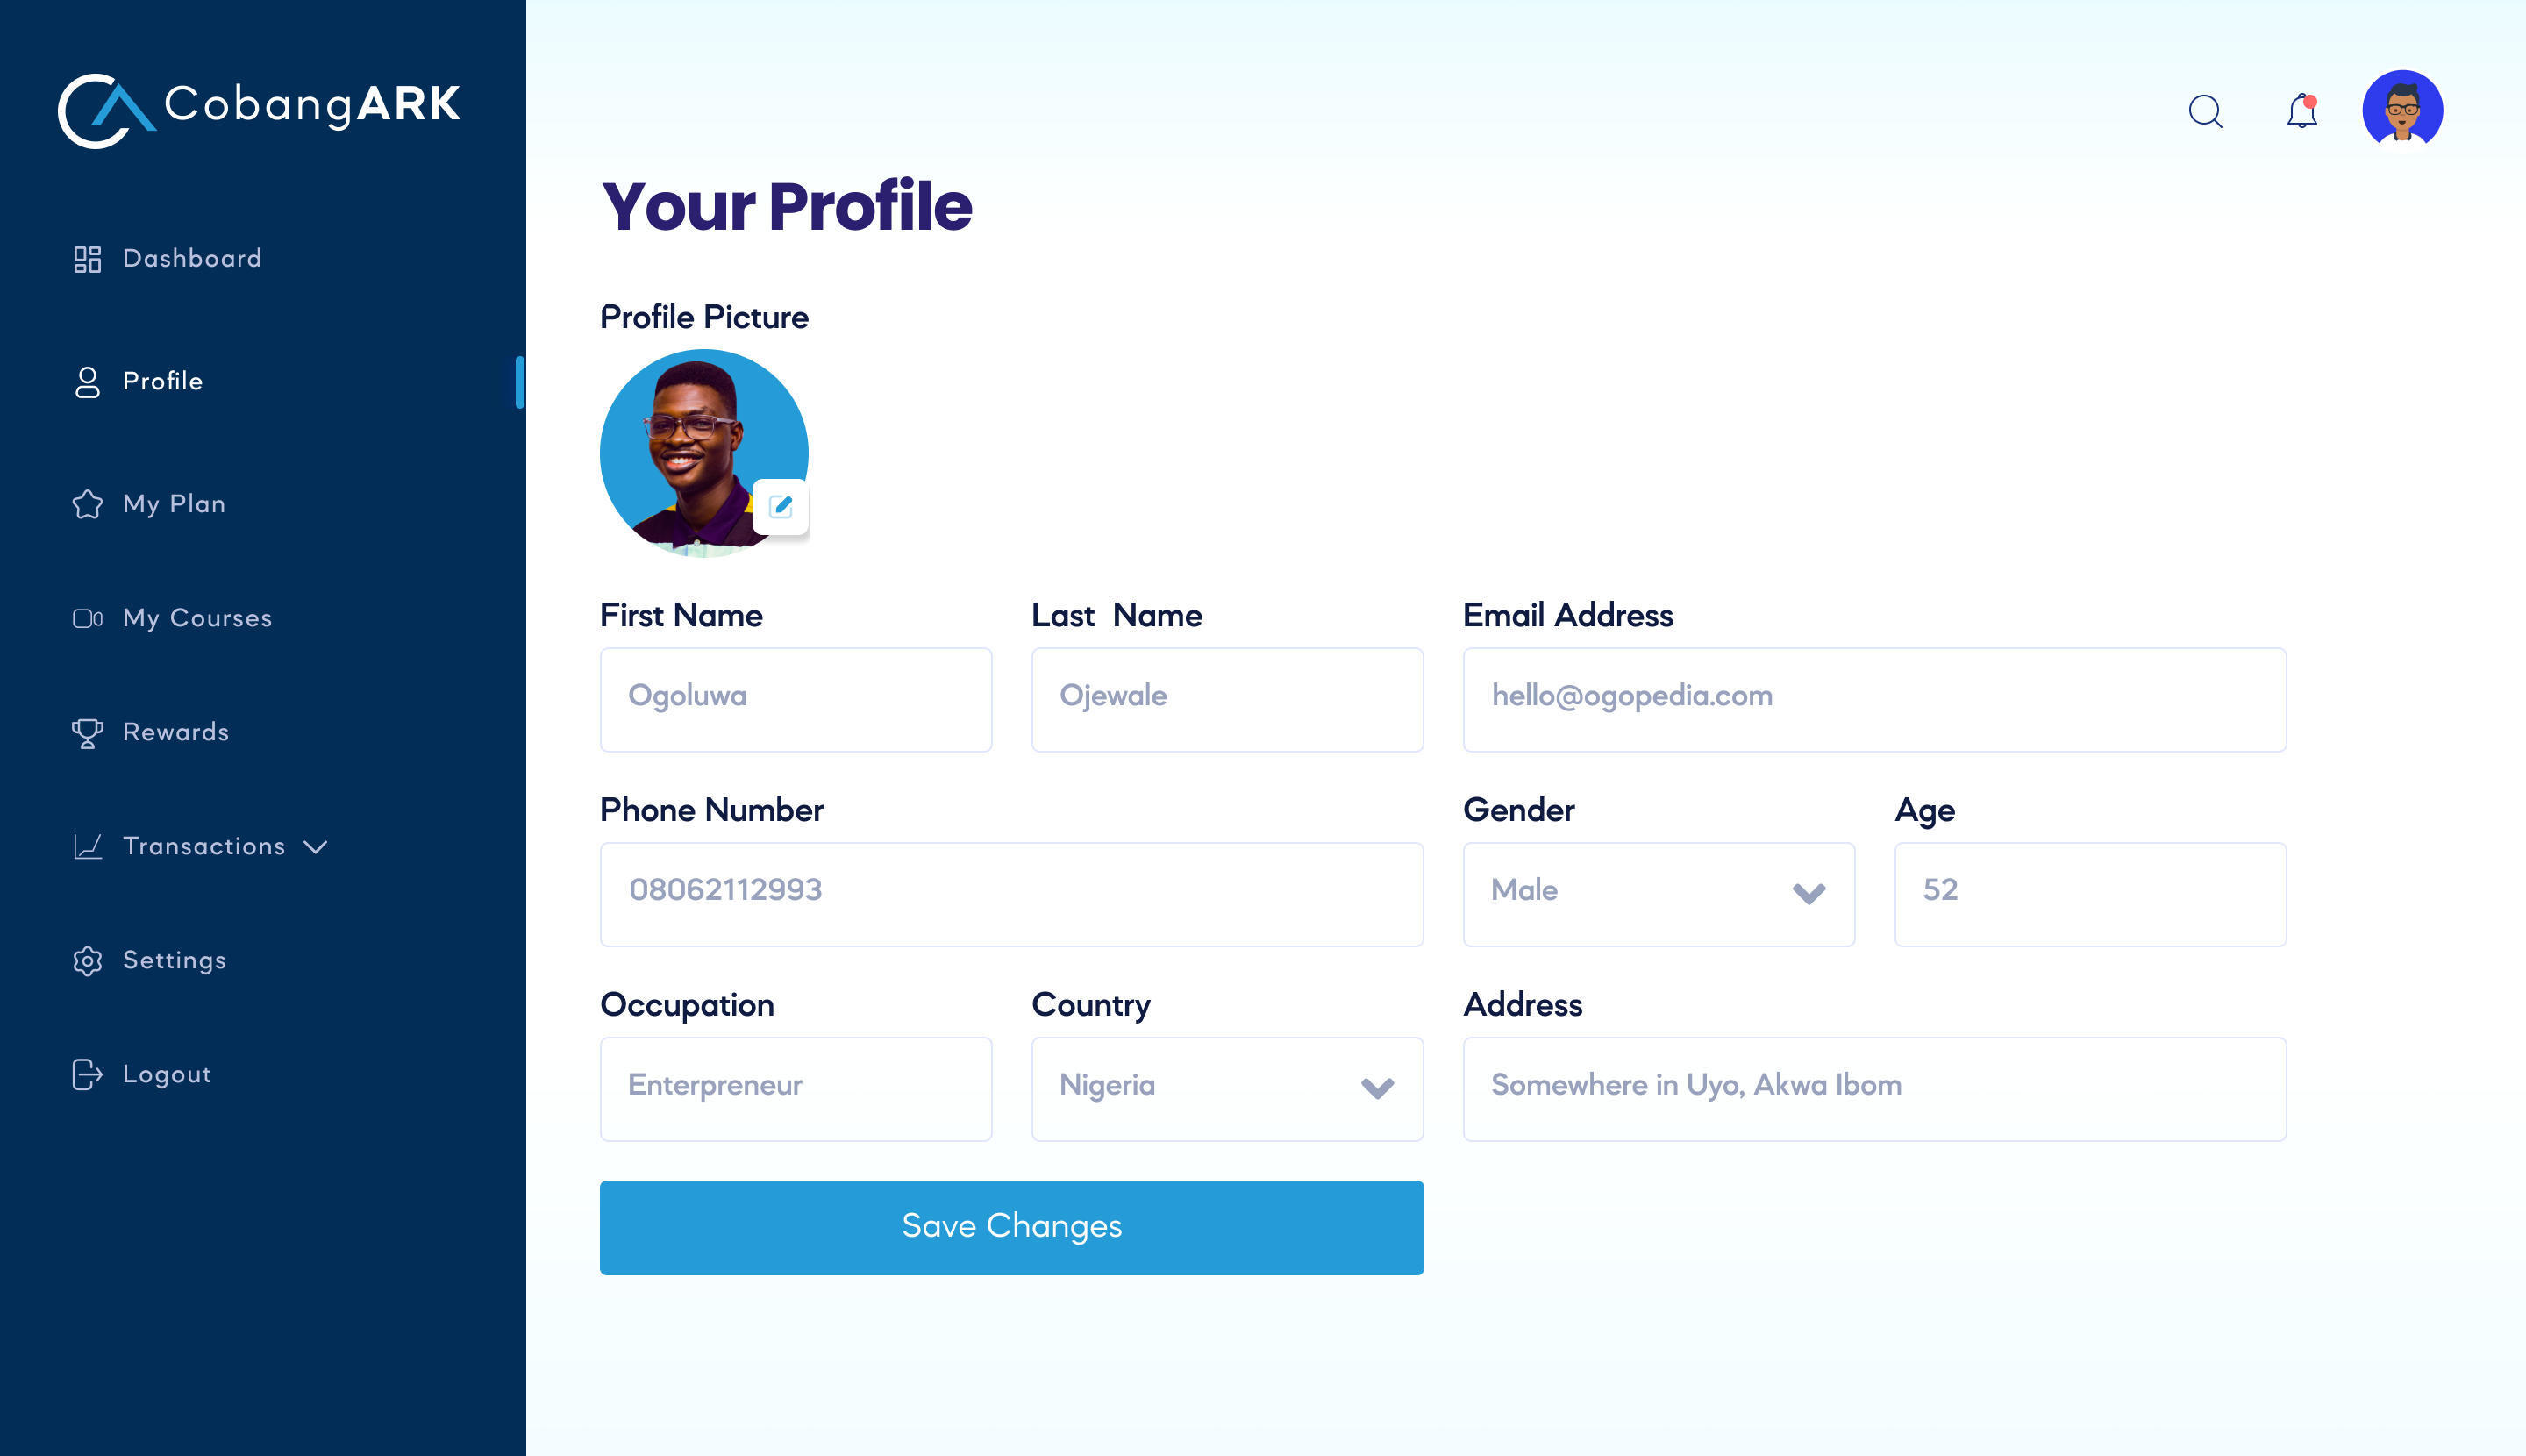 CobangARK
Dashboard
Profile
My Plan
My Courses
Rewards
Transactions
Settings
Logout
Your Profile
Profile Picture
First Name
Last Name
Email Address
Ogoluwa
Ojewale
hello@ogopedia.com
Phone Number
Gender
Age
08062112993
Male
52
Occupation
Country
Address
Enterpreneur
Nigeria
Somewhere in Uyo, Akwa Ibom
Save Changes